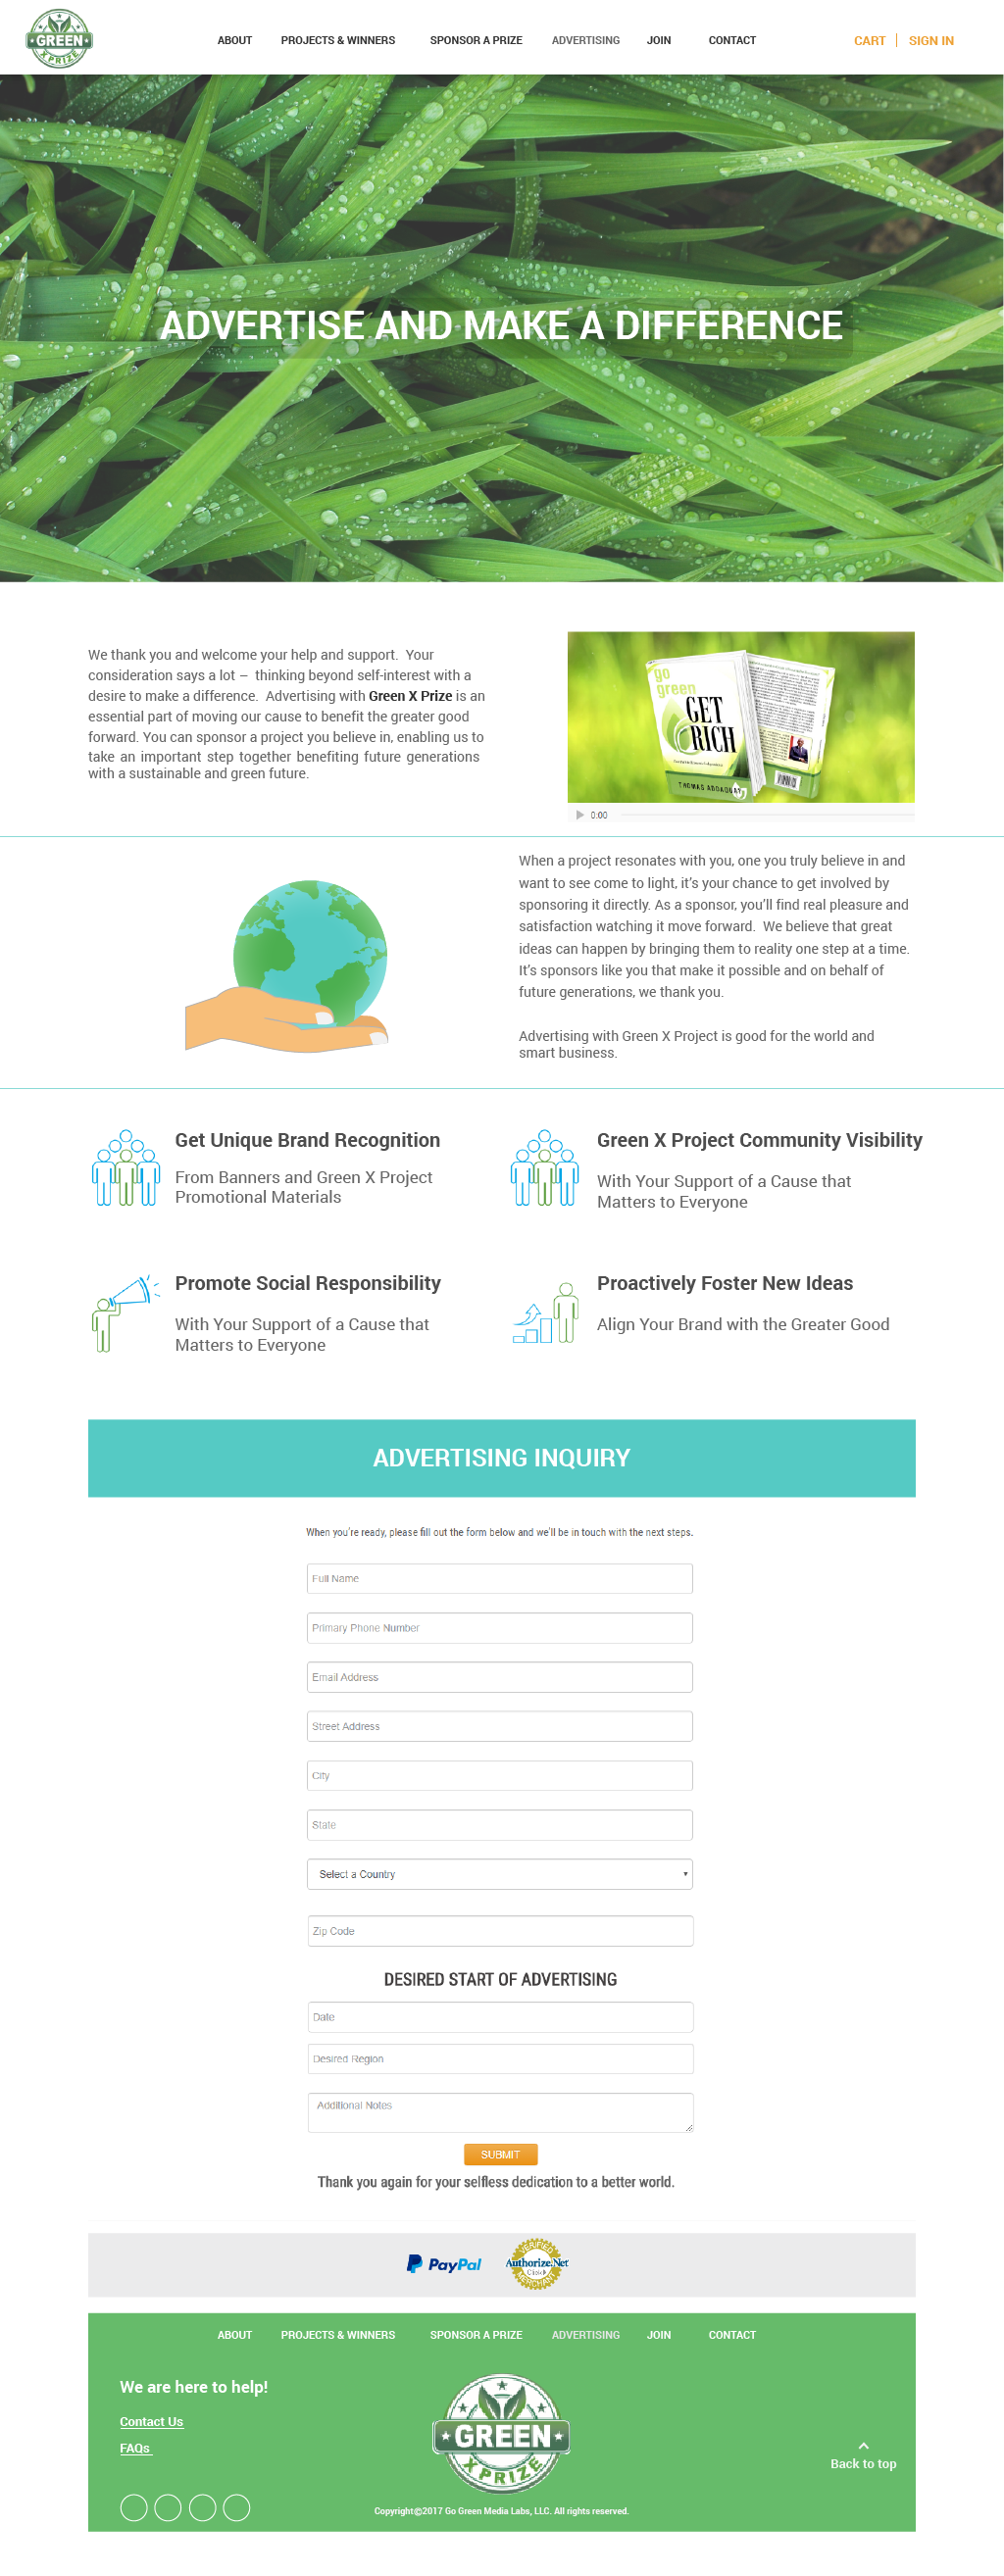 GREEN
X PRIZE
ABOUT PROJECTS & WINNERS SPONSOR A PRIZE ADVERTISING JOIN CONTACT CART | SIGN IN
ADVERTISE AND MAKE A DIFFERENCE
We thank you and welcome your help and support. Your
consideration says a lot – thinking beyond self-interest with a
desire to make a difference. Advertising with Green X Prize is an
essential part of moving our cause to benefit the greater good
forward. You can sponsor a project you believe in, enabling us to
take an important step together benefiting future generations
with a sustainable and green future.
go
green
GET
RICH
THOMAS
0:00
When a project resonates with you, one you truly believe in and
want to see come to light, it’s your chance to get involved by
sponsoring it directly. As a sponsor, you’ll find real pleasure and
satisfaction watching it move forward. We believe that great
ideas can happen by bringing them to reality one step at a time.
It’s sponsors like you that make it possible and on behalf of
future generations, we thank you.
Advertising with Green X Project is good for the world and
smart business.
Get Unique Brand Recognition
From Banners and Green X Project
Promotional Materials
Green X Project Community Visibility
With Your Support of a Cause that
Matters to Everyone
Promote Social Responsibility
With Your Support of a Cause that
Matters to Everyone
Proactively Foster New Ideas
Align Your Brand with the Greater Good
ADVERTISING INQUIRY
When you’re ready, please fill out the form below and we’ll be in touch with the next steps.
Full Name
Primary Phone Number
Email Address
Street Address
City
State
Select a Country
Zip Code
DESIRED START OF ADVERTISING
Date
Desired Region
Additional Notes
SUBMIT
Thank you again for your selfless dedication to a better world.
PayPal
VERIFIED
Authorize.Net
Click
MERCHANT
ABOUT PROJECTS & WINNERS SPONSOR A PRIZE ADVERTISING JOIN CONTACT
We are here to help!
Contact Us
FAQs
GREEN
X PRIZE
Back to top
Copyright@2017 Go Green Media Labs, LLC. All rights reserved.